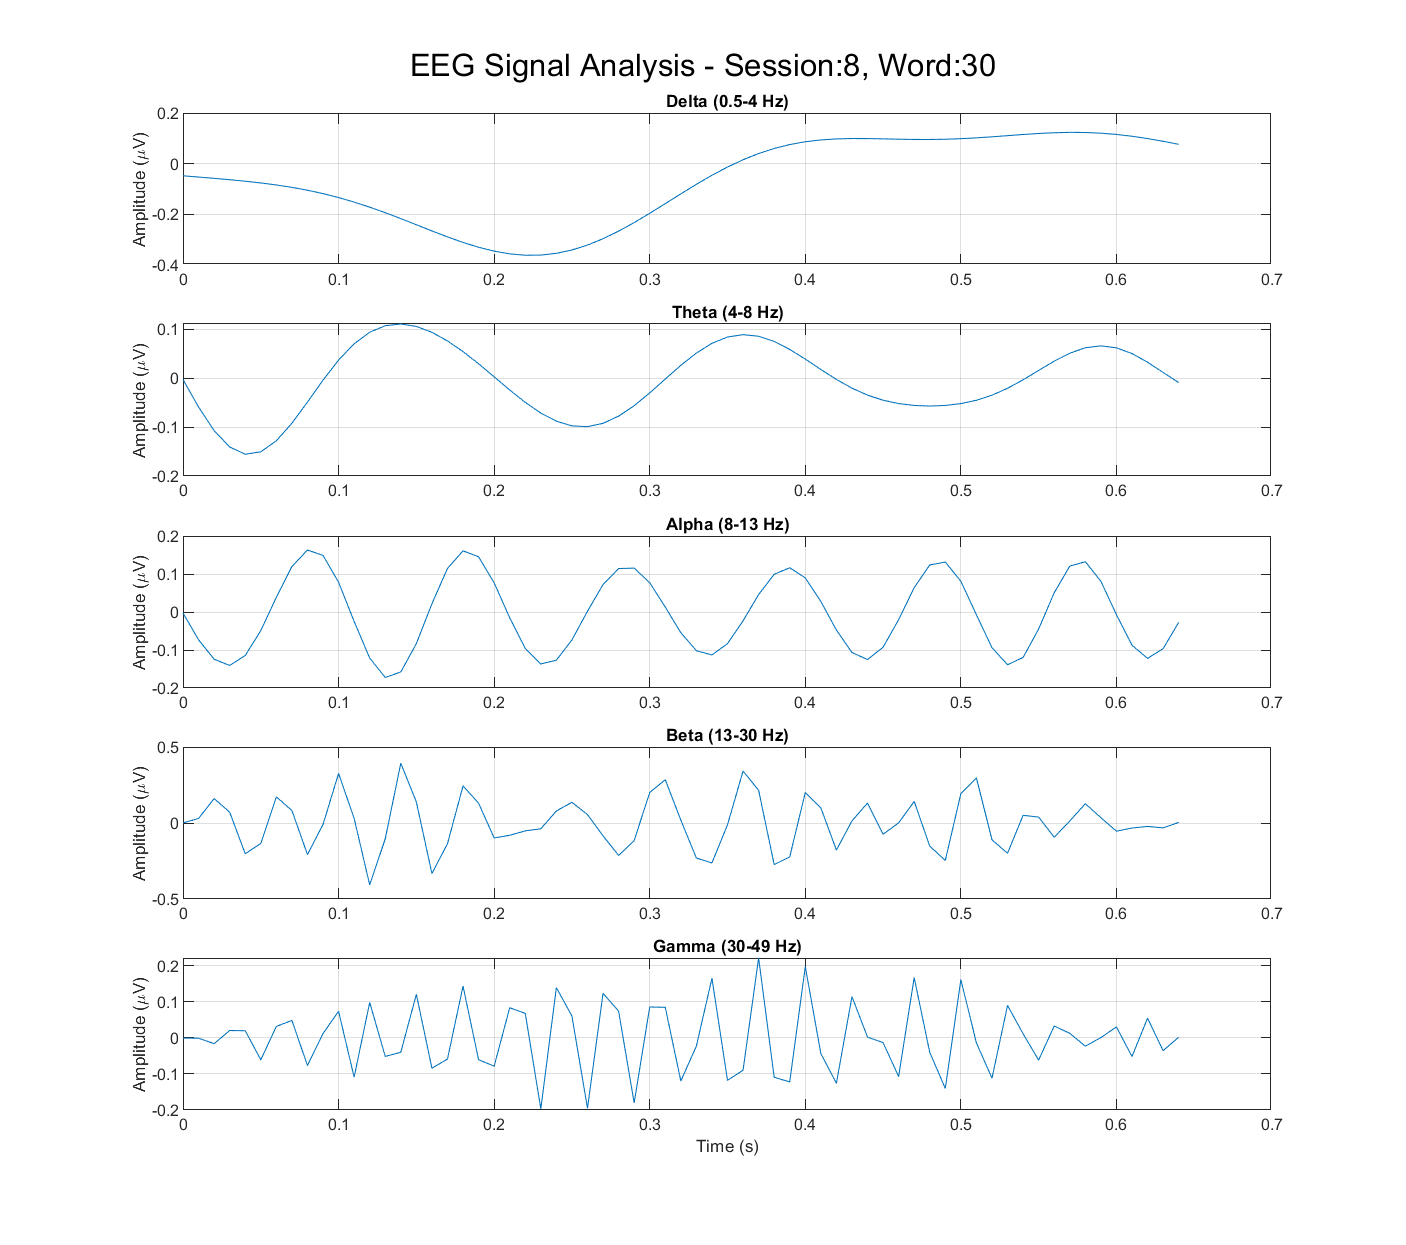 EEG Signal Analysis - Session:8, Word:30
Delta (0.5-4 Hz)
Amplitude (μV)
0.2
0
-0.2
-0.4
0 0.1 0.2 0.3 0.4 0.5 0.6 0.7
Theta (4-8 Hz)
Amplitude (μV)
0.1
0
-0.1
-0.2
0 0.1 0.2 0.3 0.4 0.5 0.6 0.7
Alpha (8-13 Hz)
Amplitude (μV)
0.2
0.1
0
-0.1
-0.2
0 0.1 0.2 0.3 0.4 0.5 0.6 0.7
Beta (13-30 Hz)
Amplitude (μV)
0.5
0
-0.5
0 0.1 0.2 0.3 0.4 0.5 0.6 0.7
Gamma (30-49 Hz)
Amplitude (μV)
0.2
0.1
0
-0.1
-0.2
0 0.1 0.2 0.3 0.4 0.5 0.6 0.7
Time (s)